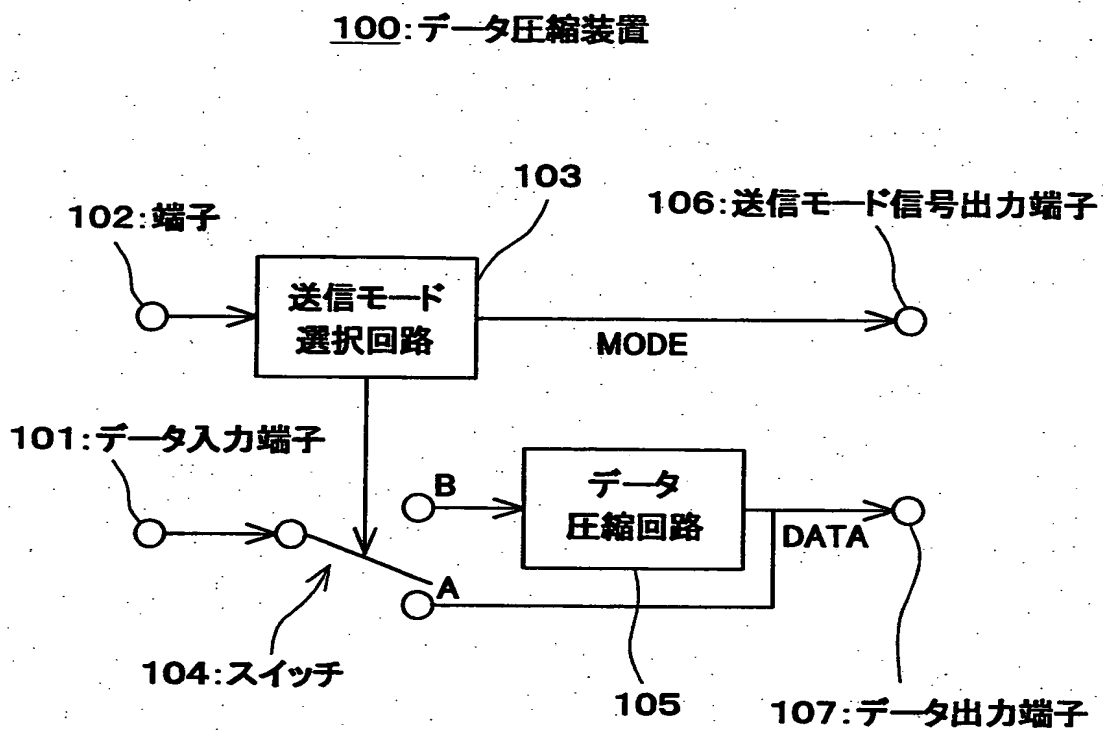 100:データ圧縮装置
103
102:端子
106:送信モード信号出力端子
送信モード
選択回路
MODE
101:データ入力端子
B
データ
圧縮回路
DATA
A
104:スイッチ
105
107:データ出力端子